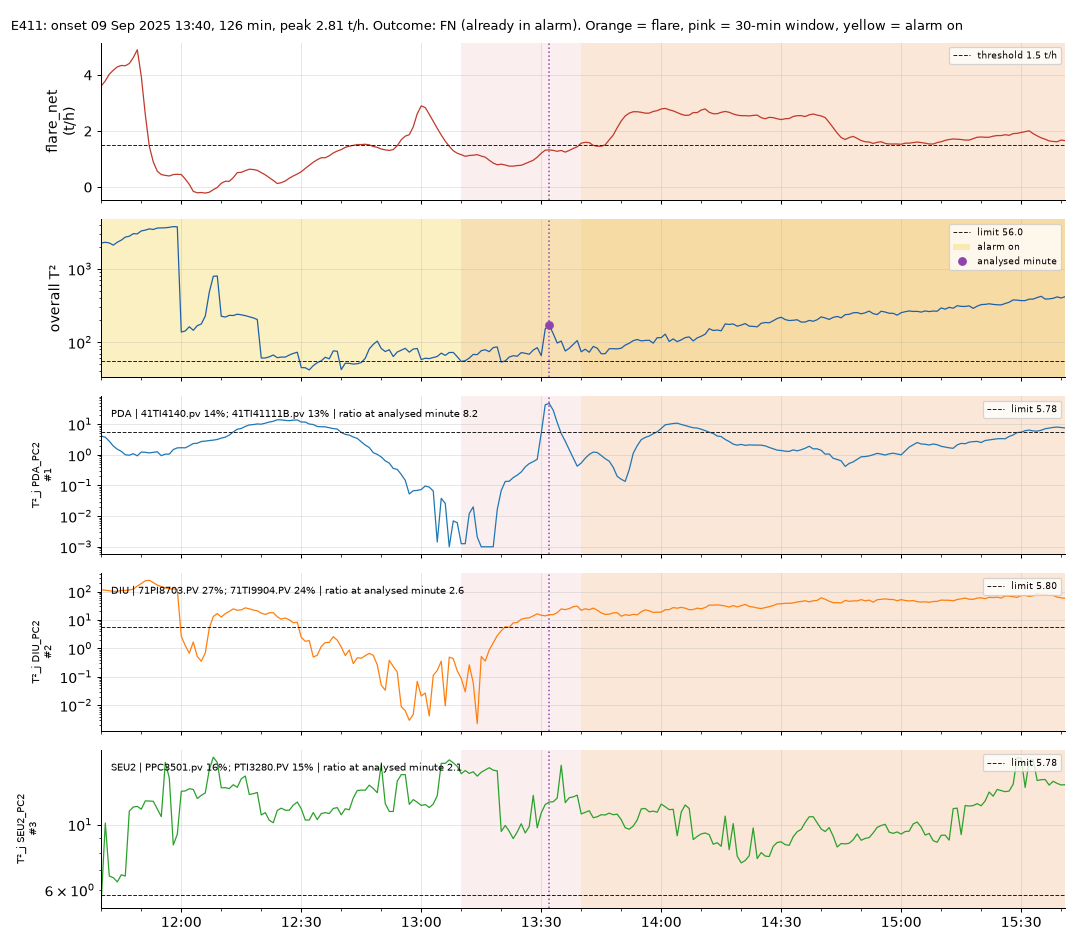 E411: onset 09 Sep 2025 13:40, 126 min, peak 2.81 t/h. Outcome: FN (already in alarm). Orange = flare, pink = 30-min window, yellow = alarm on
flare_net
(t/h)
4
2
0
threshold 1.5 t/h
overall T²
10³
10²
limit 56.0
alarm on
analysed minute
T²_j PDA_PC2
#1
10¹
10⁰
10⁻¹
10⁻²
10⁻³
PDA | 41TI4140.pv 14%; 41TI41111B.pv 13% | ratio at analysed minute 8.2
limit 5.78
T²_j DIU_PC2
#2
10²
10¹
10⁰
10⁻¹
10⁻²
DIU | 71PI8703.PV 27%; 71TI9904.PV 24% | ratio at analysed minute 2.6
limit 5.80
T²_j SEU2_PC2
#3
10¹
6 × 10⁰
SEU2 | PPC3501.pv 16%; PTI3280.PV 15% | ratio at analysed minute 2.1
limit 5.78
12:00 12:30 13:00 13:30 14:00 14:30 15:00 15:30